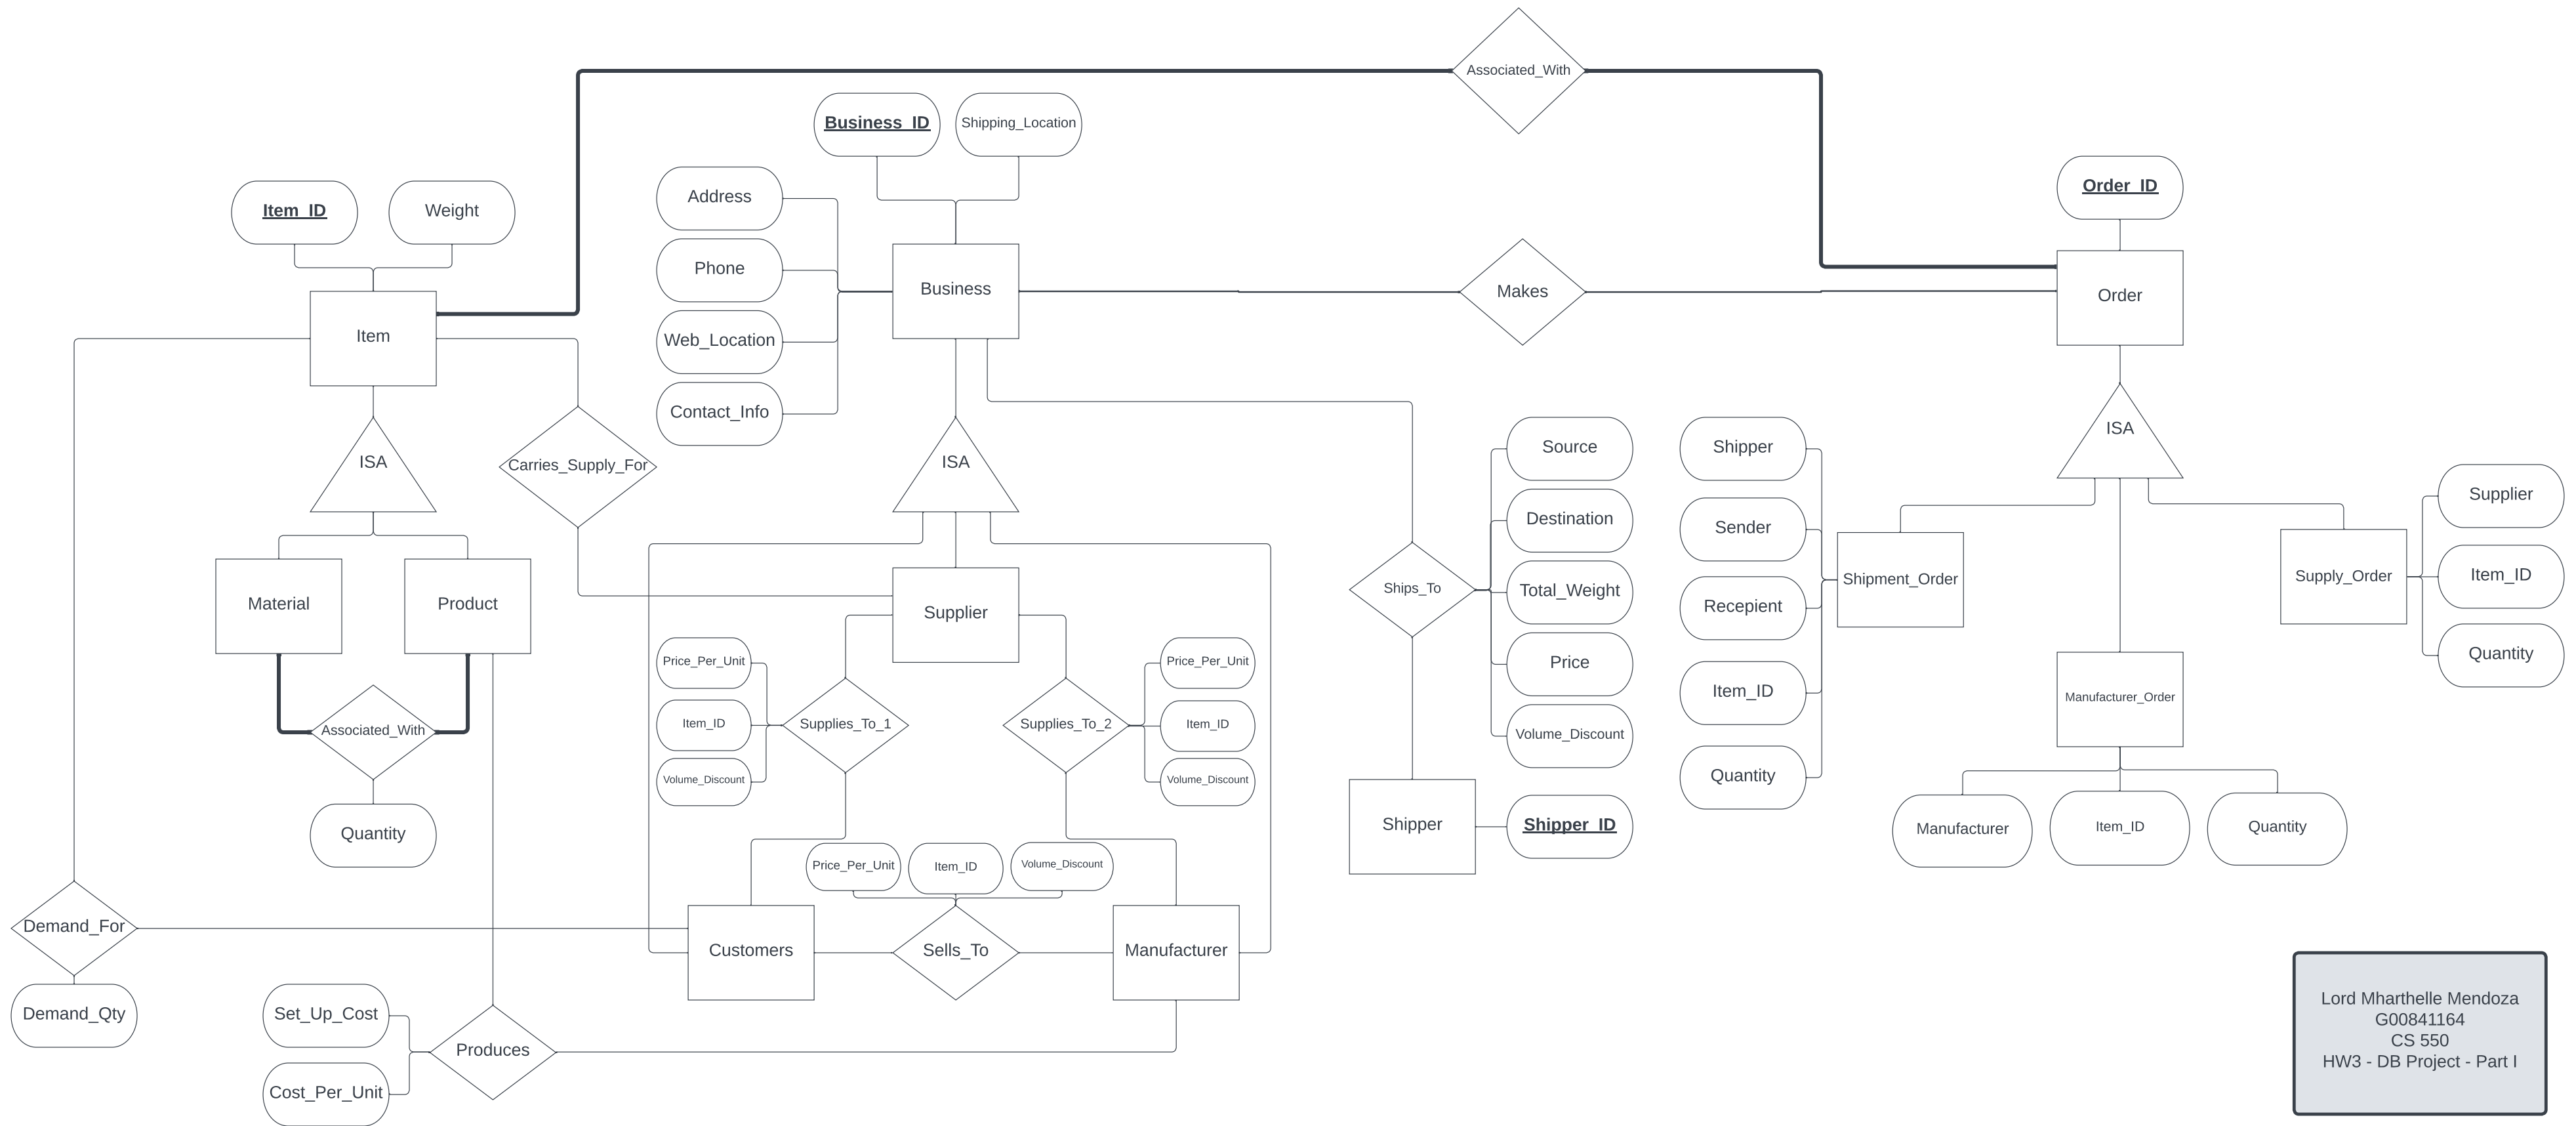 Associated_With
Business_ID
Shipping_Location
Address
Order_ID
Item_ID
Weight
Phone
Business
Makes
Order
Item
Web_Location
Contact_Info
ISA
Carries_Supply_For
ISA
ISA
Source
Shipper
Supplier
Destination
Sender
Item_ID
Supply_Order
Shipment_Order
Ships_To
Total_Weight
Recepient
Material
Product
Supplier
Quantity
Price_Per_Unit
Price_Per_Unit
Price
Item_ID
Manufacturer_Order
Item_ID
Supplies_To_1
Supplies_To_2
Item_ID
Associated_With
Volume_Discount
Volume_Discount
Volume_Discount
Quantity
Quantity
Shipper
Shipper_ID
Manufacturer
Item_ID
Quantity
Price_Per_Unit
Item_ID
Volume_Discount
Demand_For
Customers
Sells_To
Manufacturer
Demand_Qty
Set_Up_Cost
Produces
Cost_Per_Unit
Lord Mharthelle Mendoza
G00841164
CS 550
HW3 - DB Project - Part I